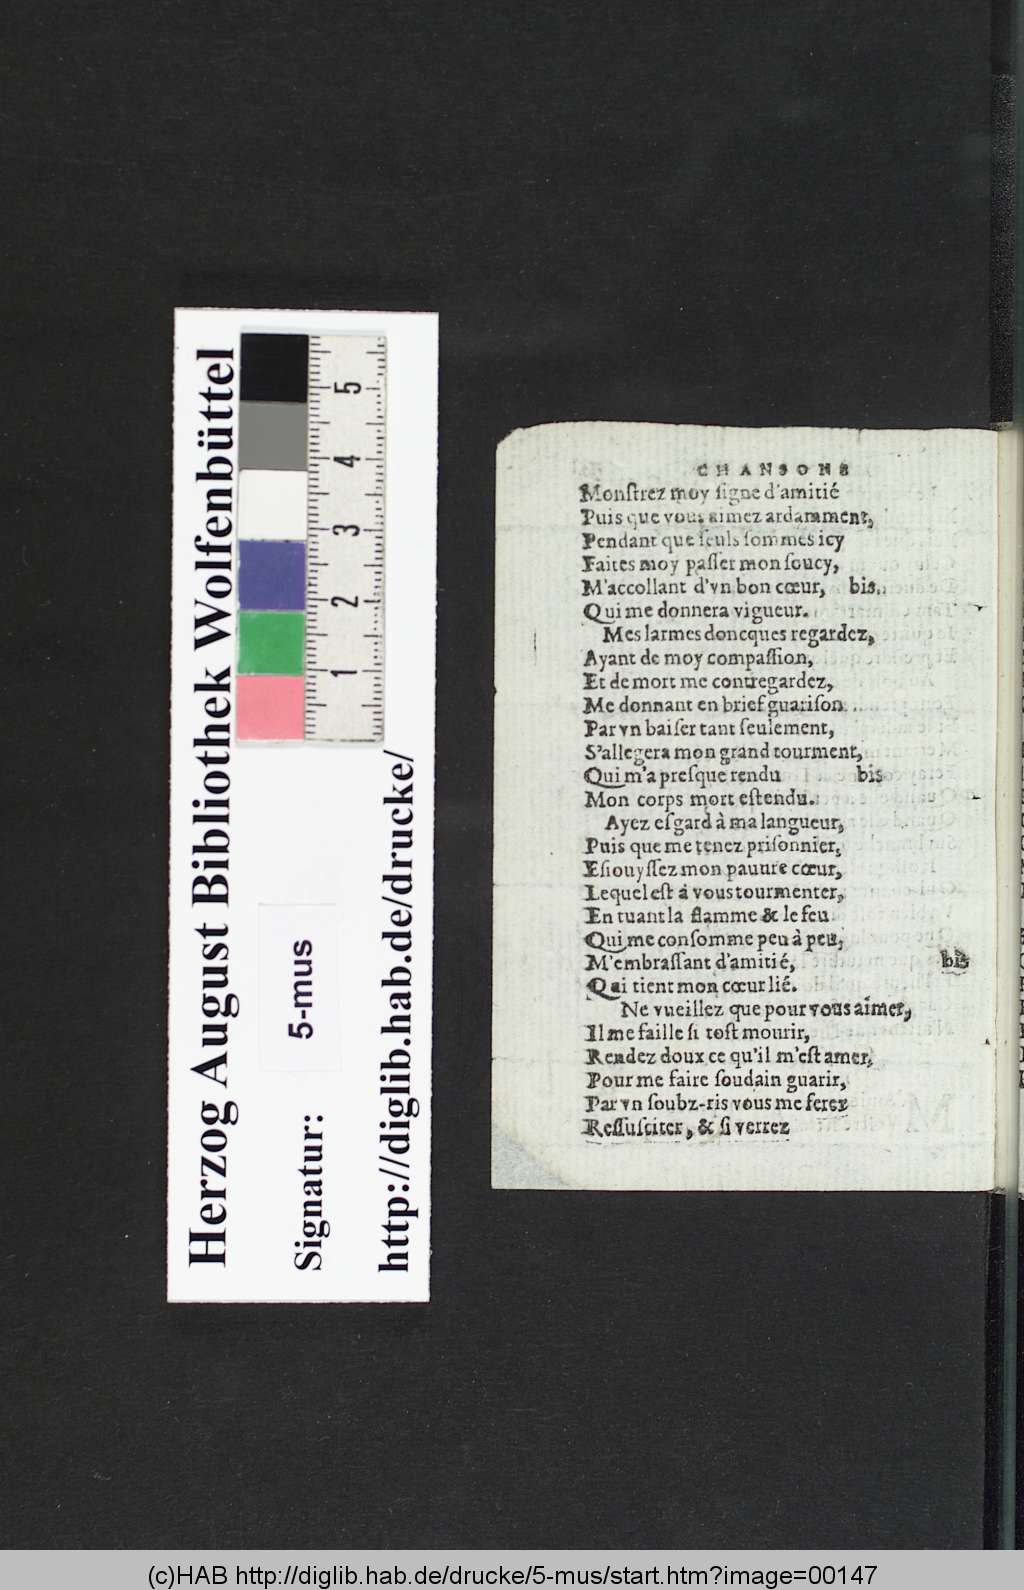 Herzog August Bibliothek Wolfenbüttel
Signatur: 5-mus
http://diglib.hab.de/drucke/
5
4
3
2
1
CHANSONS
Monſtrez moy ſigne d'amitié
Puis que vous aimez ardamment,
Pendant que ſeuls ſommes icy
Faites moy paſſer mon ſoucy,
M'accollant d'vn bon cœur, bis.
Qui me donnera vigueur.
Mes larmes doncques regardez,
Ayant de moy compaſſion,
Et de mort me contregardez,
Me donnant en brief guariſon
Par vn baiſer tant ſeulement,
S'allegera mon grand tourment,
Qui m'a preſque rendu bis
Mon corps mort eſtendu.
Ayez eſgard à ma langueur,
Puis que me tenez priſonnier,
Eſiouyſſez mon pauure cœur,
Lequel eſt à vous tourmenter,
En tuant la flamme & le feu
Qui me conſomme peu à peu,
M'embraſſant d'amitié, bis
Qui tient mon cœur lié.
Ne vueillez que pour vous aimer,
Il me faille ſi toſt mourir,
Rendez doux ce qu'il m'eſt amer,
Pour me faire ſoudain guarir,
Par vn ſoubz-ris vous me ferez
Reſſuſciter, & ſi verrez
(c)HAB http://diglib.hab.de/drucke/5-mus/start.htm?image=00147